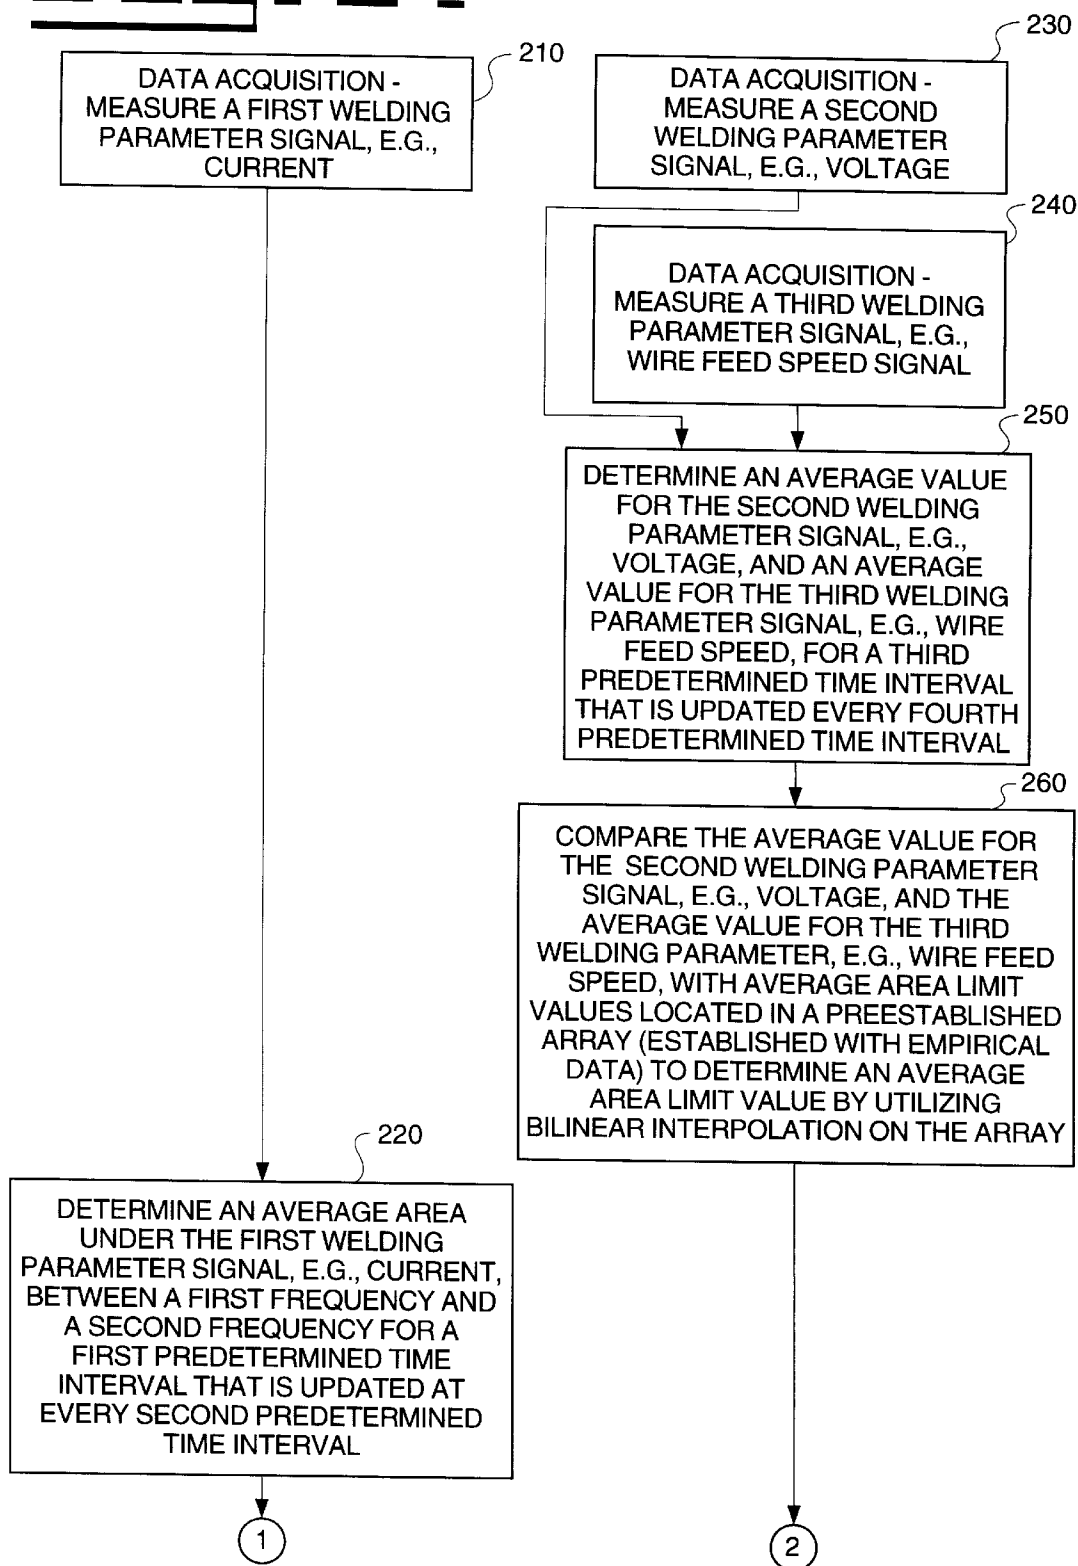 210
DATA ACQUISITION -
MEASURE A FIRST WELDING
PARAMETER SIGNAL, E.G.,
CURRENT
230
DATA ACQUISITION -
MEASURE A SECOND
WELDING PARAMETER
SIGNAL, E.G., VOLTAGE
240
DATA ACQUISITION -
MEASURE A THIRD WELDING
PARAMETER SIGNAL, E.G.,
WIRE FEED SPEED SIGNAL
250
DETERMINE AN AVERAGE VALUE
FOR THE SECOND WELDING
PARAMETER SIGNAL, E.G.,
VOLTAGE, AND AN AVERAGE
VALUE FOR THE THIRD WELDING
PARAMETER SIGNAL, E.G., WIRE
FEED SPEED, FOR A THIRD
PREDETERMINED TIME INTERVAL
THAT IS UPDATED EVERY FOURTH
PREDETERMINED TIME INTERVAL
260
COMPARE THE AVERAGE VALUE FOR
THE SECOND WELDING PARAMETER
SIGNAL, E.G., VOLTAGE, AND THE
AVERAGE VALUE FOR THE THIRD
WELDING PARAMETER, E.G., WIRE FEED
SPEED, WITH AVERAGE AREA LIMIT
VALUES LOCATED IN A PREESTABLISHED
ARRAY (ESTABLISHED WITH EMPIRICAL
DATA) TO DETERMINE AN AVERAGE
AREA LIMIT VALUE BY UTILIZING
BILINEAR INTERPOLATION ON THE ARRAY
220
DETERMINE AN AVERAGE AREA
UNDER THE FIRST WELDING
PARAMETER SIGNAL, E.G., CURRENT,
BETWEEN A FIRST FREQUENCY AND
A SECOND FREQUENCY FOR A
FIRST PREDETERMINED TIME
INTERVAL THAT IS UPDATED AT
EVERY SECOND PREDETERMINED
TIME INTERVAL
1
2